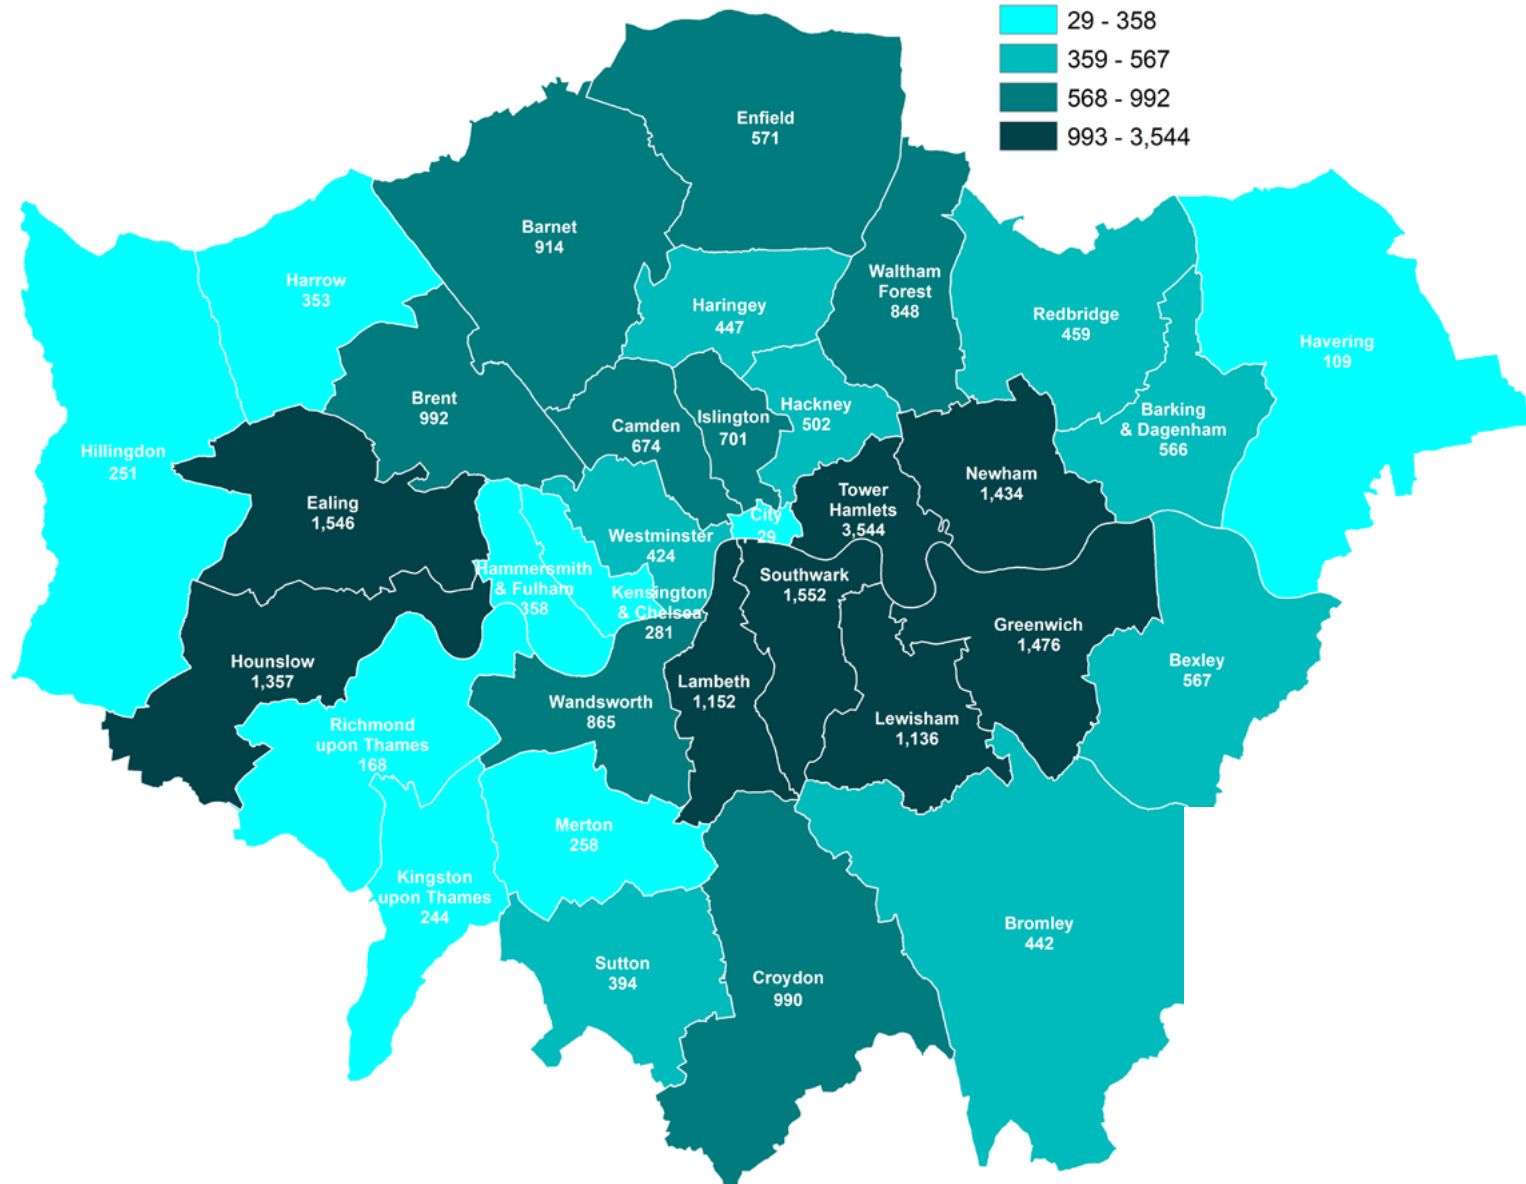 29 - 358
359 - 567
568 - 992
993 - 3,544
Enfield
571
Barnet
914
Harrow
353
Haringey
447
Waltham
Forest
848
Redbridge
459
Havering
109
Brent
992
Camden
674
Islington
701
Hackney
502
Barking
& Dagenham
566
Hillingdon
251
Ealing
1,546
Newham
1,434
Tower
Hamlets
3,544
City
29
Westminster
424
Hammersmith
& Fulham
358
Kensington
& Chelsea
281
Southwark
1,552
Greenwich
1,476
Hounslow
1,357
Bexley
567
Lambeth
1,152
Wandsworth
865
Lewisham
1,136
Richmond
upon Thames
168
Merton
258
Kingston
upon Thames
244
Bromley
442
Sutton
394
Croydon
990